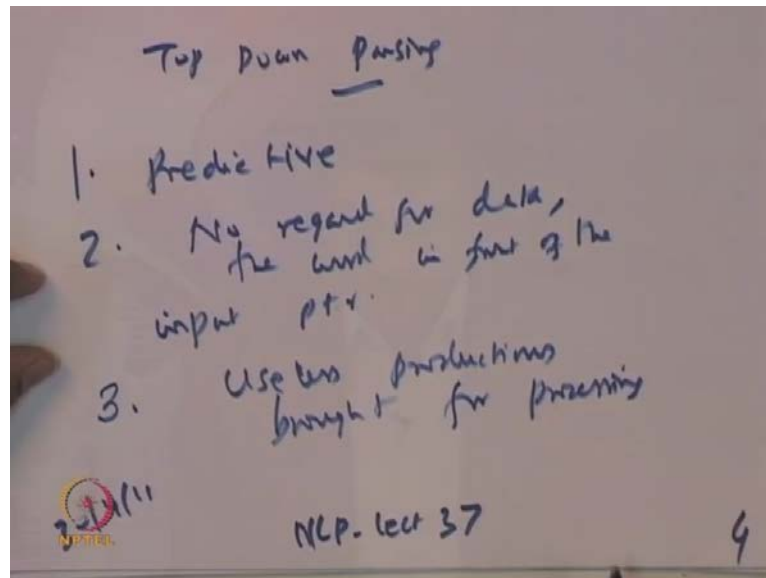 Top Down Parsing
1. Predictive
2. No regard for data,
the word in front of the
input ptr.
3. Useless productions
brought for processing
NPTEL
NLP. Lect 37
4